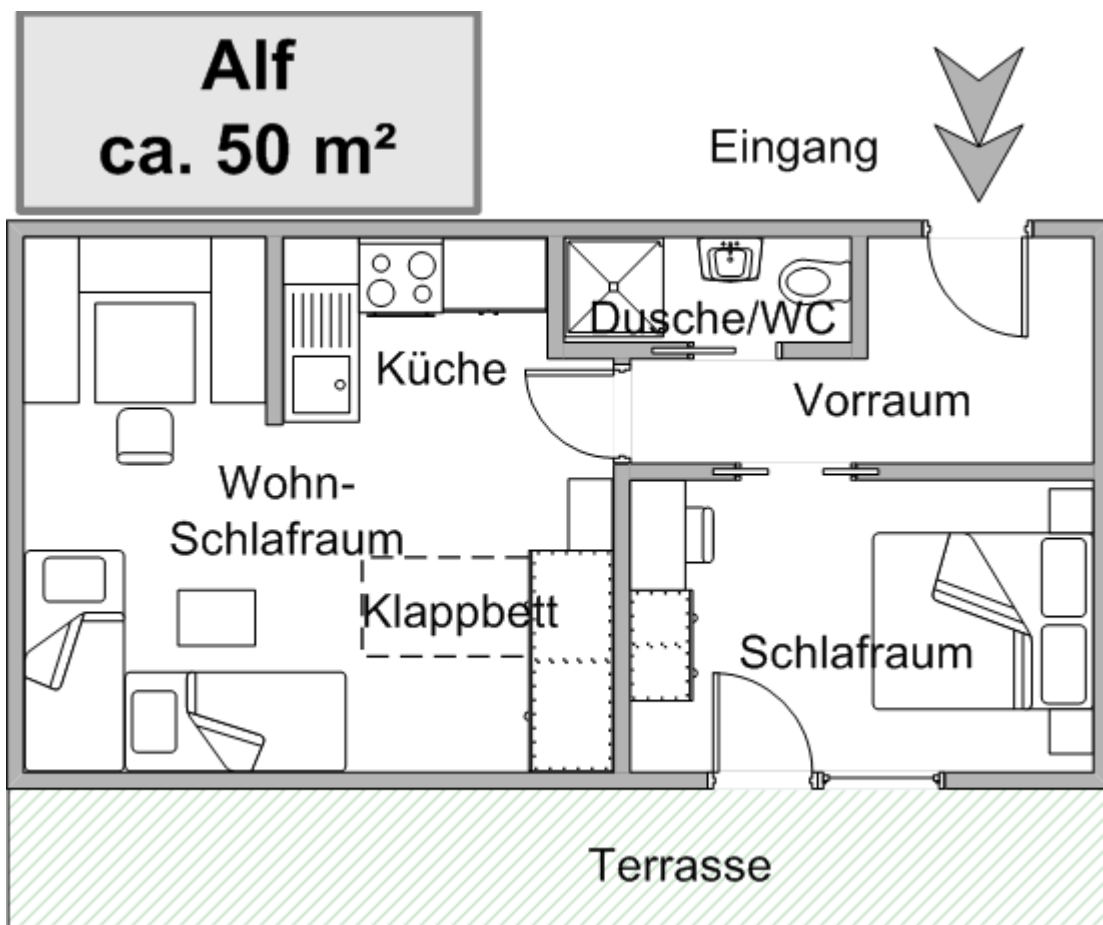 Alf
ca. 50 m²
Eingang
Dusche/WC
Küche
Vorraum
Wohn-
Schlafraum
Klappbett
Schlafraum
Terrasse